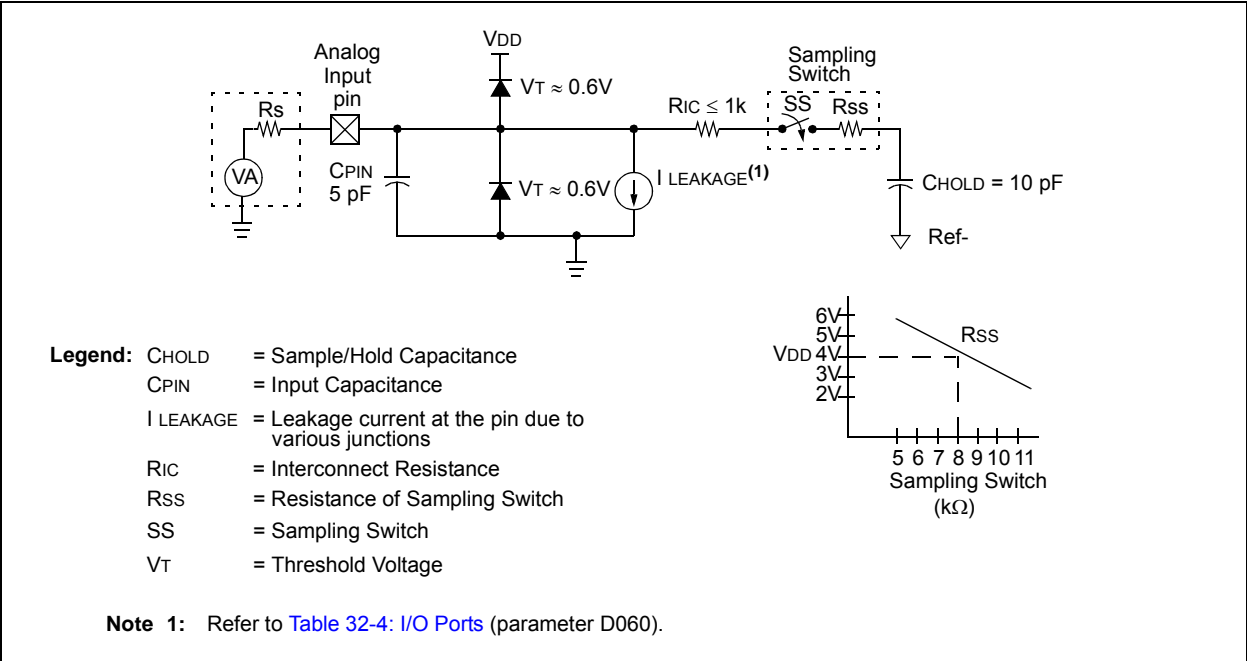 VDD
Analog
Input
pin
Sampling
Switch
VT ≈ 0.6V
RIC ≤ 1k
SS
Rss
Rs
VA
CPIN
5 pF
VT ≈ 0.6V
I LEAKAGE(1)
CHOLD = 10 pF
Ref-
6V
5V
VDD 4V
3V
2V
RSS
5 6 7 8 9 10 11
Sampling Switch
(kΩ)
Legend: CHOLD = Sample/Hold Capacitance
CPIN = Input Capacitance
I LEAKAGE = Leakage current at the pin due to
various junctions
RIC = Interconnect Resistance
RSS = Resistance of Sampling Switch
SS = Sampling Switch
VT = Threshold Voltage
Note 1: Refer to Table 32-4: I/O Ports (parameter D060).